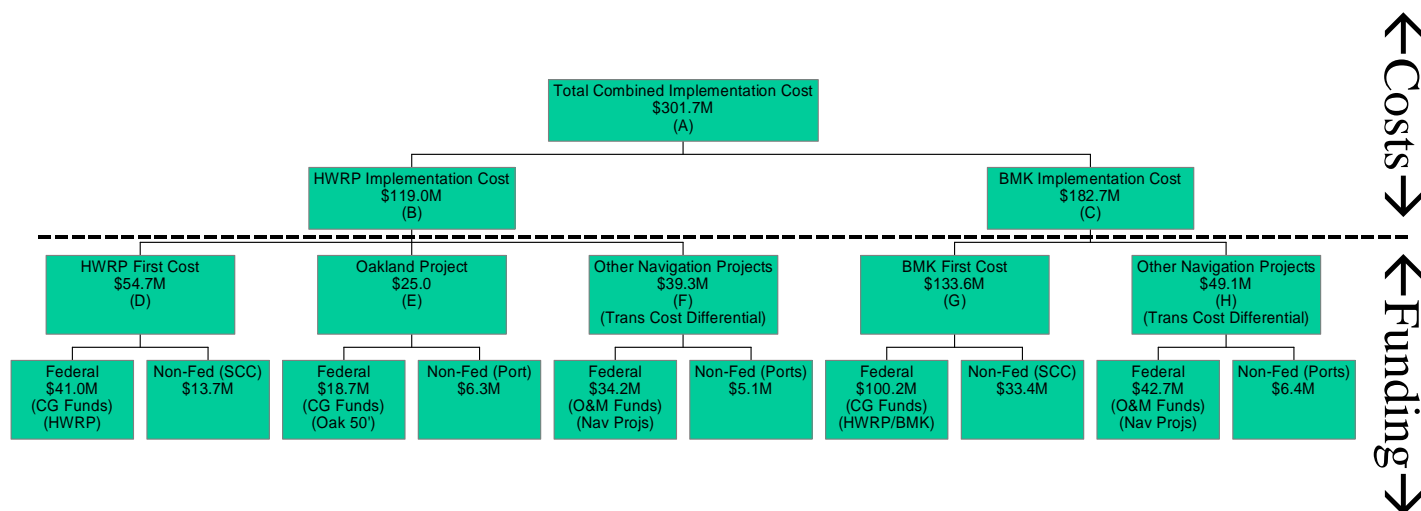 Total Combined Implementation Cost
$301.7M
(A)
HWRP Implementation Cost
$119.0M
(B)
BMK Implementation Cost
$182.7M
(C)
←Costs→
HWRP First Cost
$54.7M
(D)
Oakland Project
$25.0
(E)
Other Navigation Projects
$39.3M
(F)
(Trans Cost Differential)
BMK First Cost
$133.6M
(G)
Other Navigation Projects
$49.1M
(H)
(Trans Cost Differential)
Federal
$41.0M
(CG Funds)
(HWRP)
Non-Fed (SCC)
$13.7M
Federal
$18.7M
(CG Funds)
(Oak 50')
Non-Fed (Port)
$6.3M
Federal
$34.2M
(O&M Funds)
(Nav Projs)
Non-Fed (Ports)
$5.1M
Federal
$100.2M
(CG Funds)
(HWRP/BMK)
Non-Fed (SCC)
$33.4M
Federal
$42.7M
(O&M Funds)
(Nav Projs)
Non-Fed (Ports)
$6.4M
←Funding→